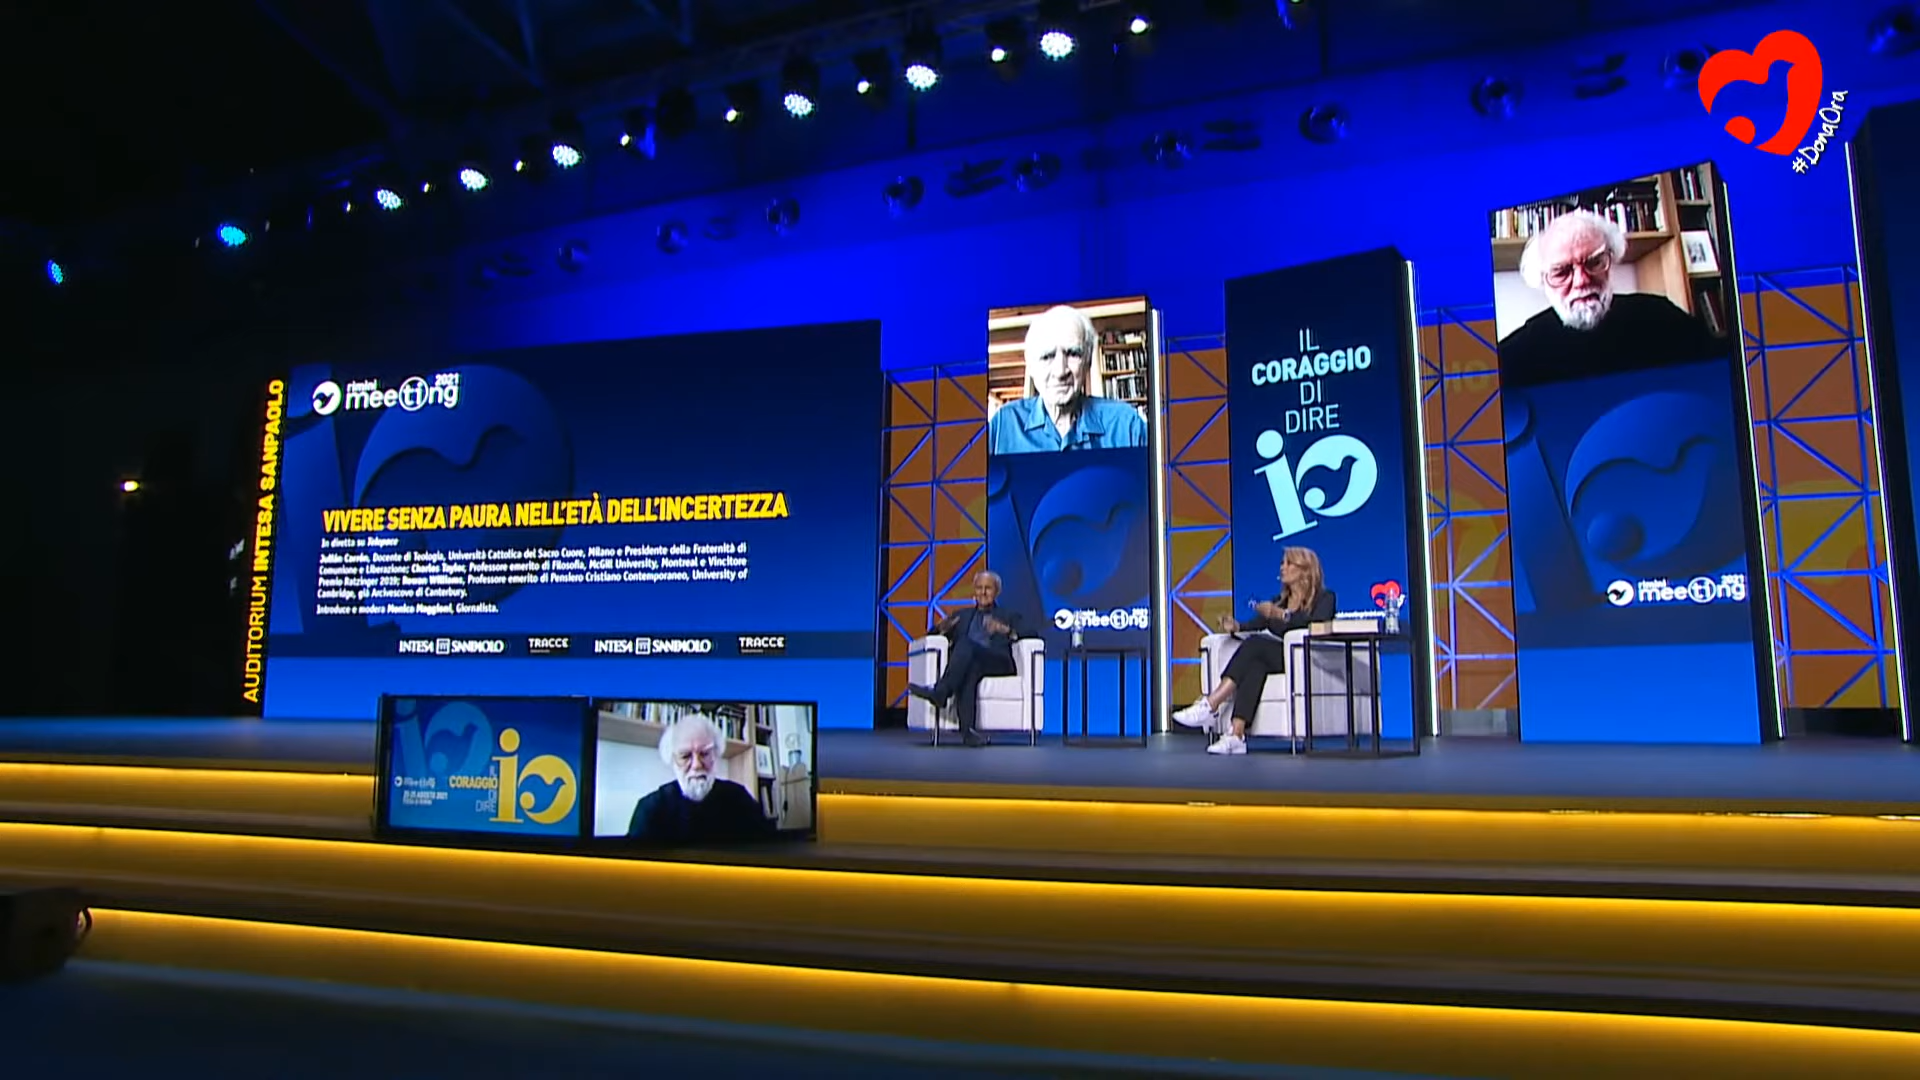 #DonaOra
AUDITORIUM INTESA SANPAOLO
rimini 2021
meeting
VIVERE SENZA PAURA NELL'ETÀ DELL'INCERTEZZA
In diretta su Telepace
Julián Carrón, Docente di Teologia, Università Cattolica del Sacro Cuore, Milano e Presidente della Fraternità di
Comunione e Liberazione; Charles Taylor, Professore emerito di Filosofia, McGill University, Montreal e Vincitore
Premio Ratzinger 2019; Rowan Williams, Professore emerito di Pensiero Cristiano Contemporaneo, University of
Cambridge, già Arcivescovo di Canterbury.
Introduce e modera Monica Maggioni, Giornalista.
INTESA SANPAOLO TRACCE INTESA SANPAOLO TRACCE
IL
CORAGGIO
DI
DIRE
io
rimini 2021
meeting
rimini 2021
meeting
IL
CORAGGIO
DI
DIRE
io